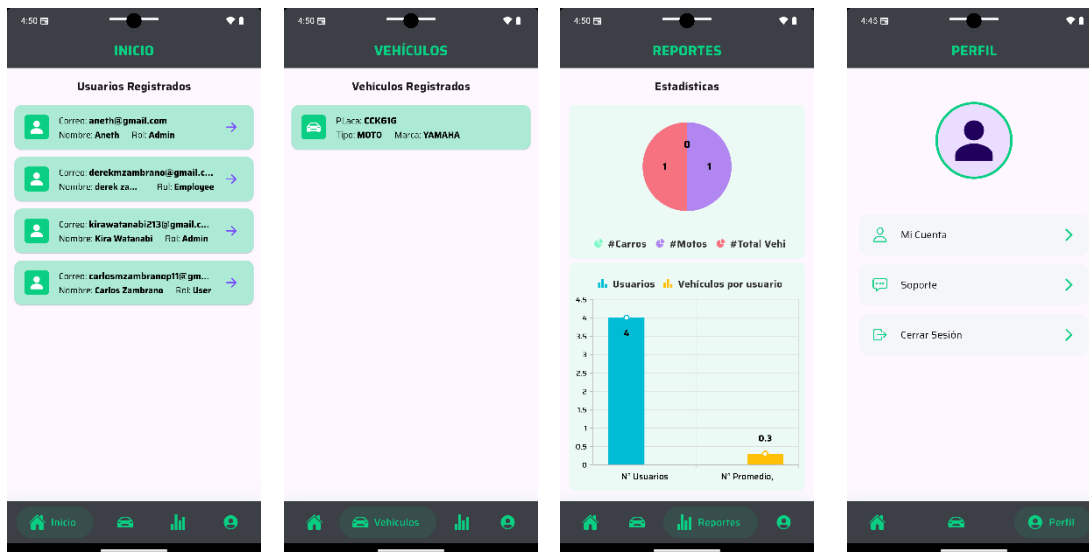 4:50
INICIO
Usuarios Registrados
Correo: aneth@gmail.com
Nombre: Aneth Rol: Admin
Correo: derekmzambrano@gmail.c...
Nombre: derek za... Rol: Employee
Correo: kirawatanabi213@gmail.c...
Nombre: Kira Watanabi Rol: Admin
Correo: carlosmzambranop11@gm...
Nombre: Carlos Zambrano Rol: User
Inicio
4:50
VEHÍCULOS
Vehículos Registrados
PLaca: CCK61G
Tipo: MOTO Marca: YAMAHA
Vehículos
4:50
REPORTES
Estadísticas
0
1 1
#Carros #Motos #Total Vehi
Usuarios Vehículos por usuario
4.5
4
4
3.5
3
2.5
2
1.5
1
0.3
0.5
0
N° Usuarios N° Promedio,
Reportes
4:45
PERFIL
Mi Cuenta
Soporte
Cerrar Sesión
Perfil